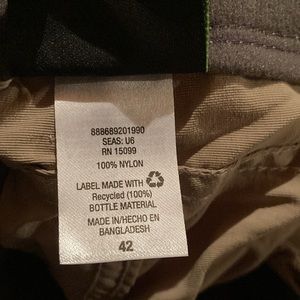 888689201990
SEAS: U6
RN 15099
100% NYLON
LABEL MADE WITH
Recycled (100%)
BOTTLE MATERIAL
MADE IN/HECHO EN
BANGLADESH
42